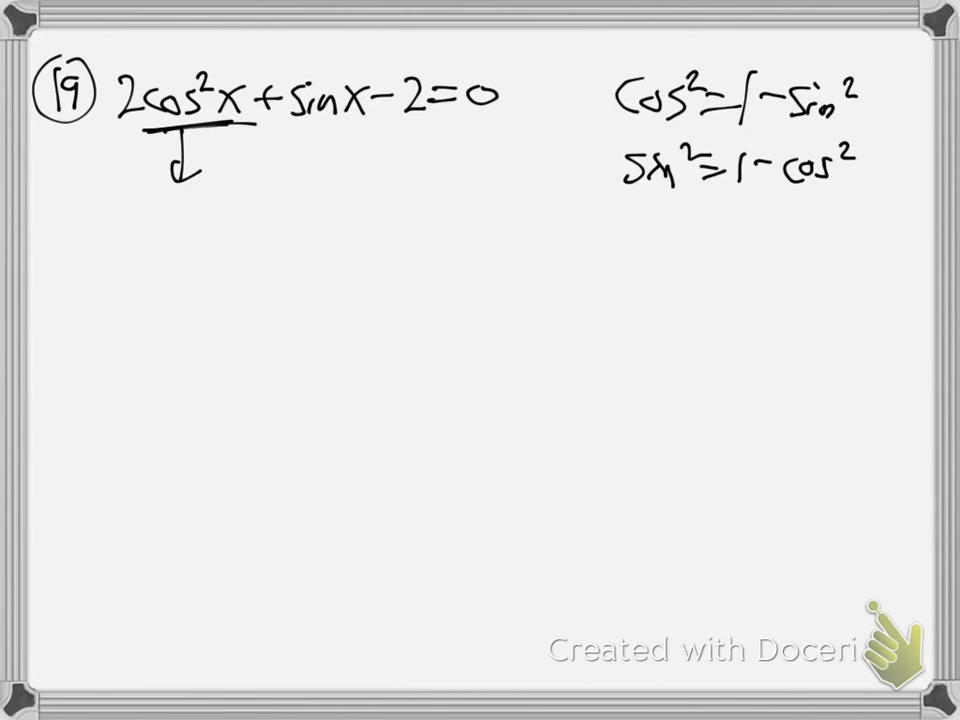 19 2cos²x + sinx - 2 = 0
cos² = 1 - sin²
sin² = 1 - cos²
Created with Doceri